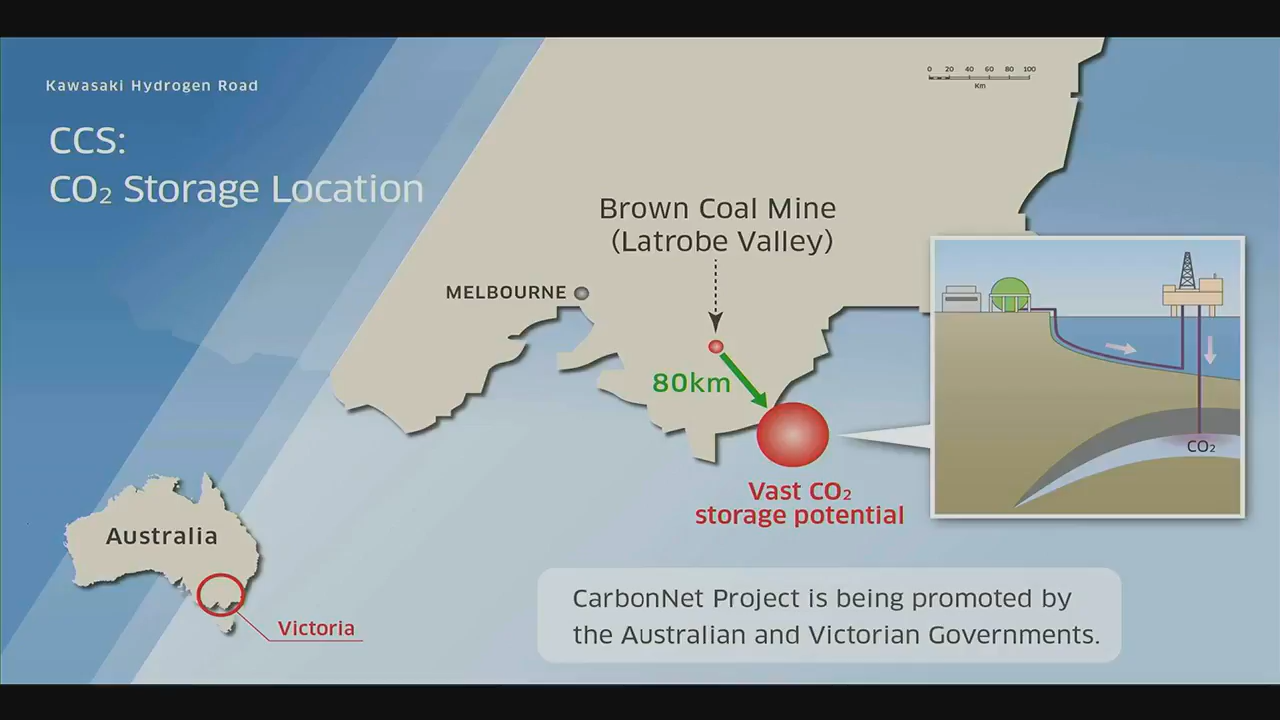 Kawasaki Hydrogen Road
CCS:
CO₂ Storage Location
0 20 40 60 80 100
Km
Brown Coal Mine
(Latrobe Valley)
MELBOURNE
80km
CO₂
Vast CO₂
storage potential
Australia
Victoria
CarbonNet Project is being promoted by
the Australian and Victorian Governments.